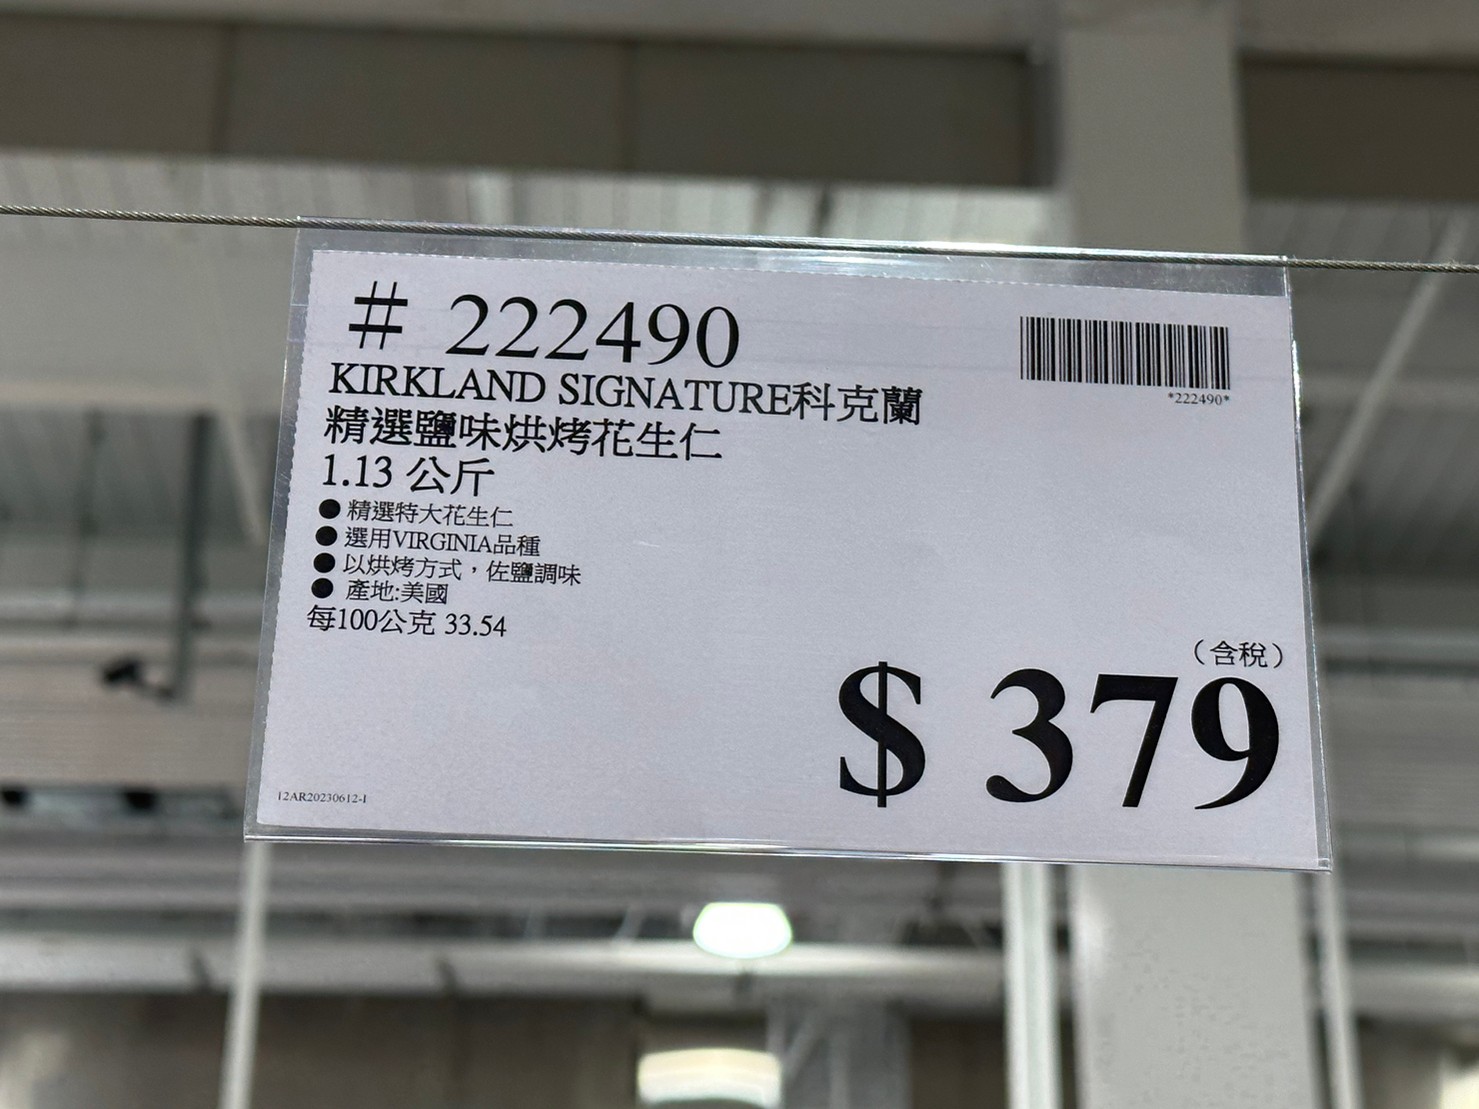 # 222490
*222490*
KIRKLAND SIGNATURE科克蘭
精選鹽味烘烤花生仁
1.13 公斤
●精選特大花生仁
●選用VIRGINIA品種
●以烘烤方式，佐鹽調味
●產地:美國
每100公克 33.54
（含稅）
$ 379
12AR20230612-1